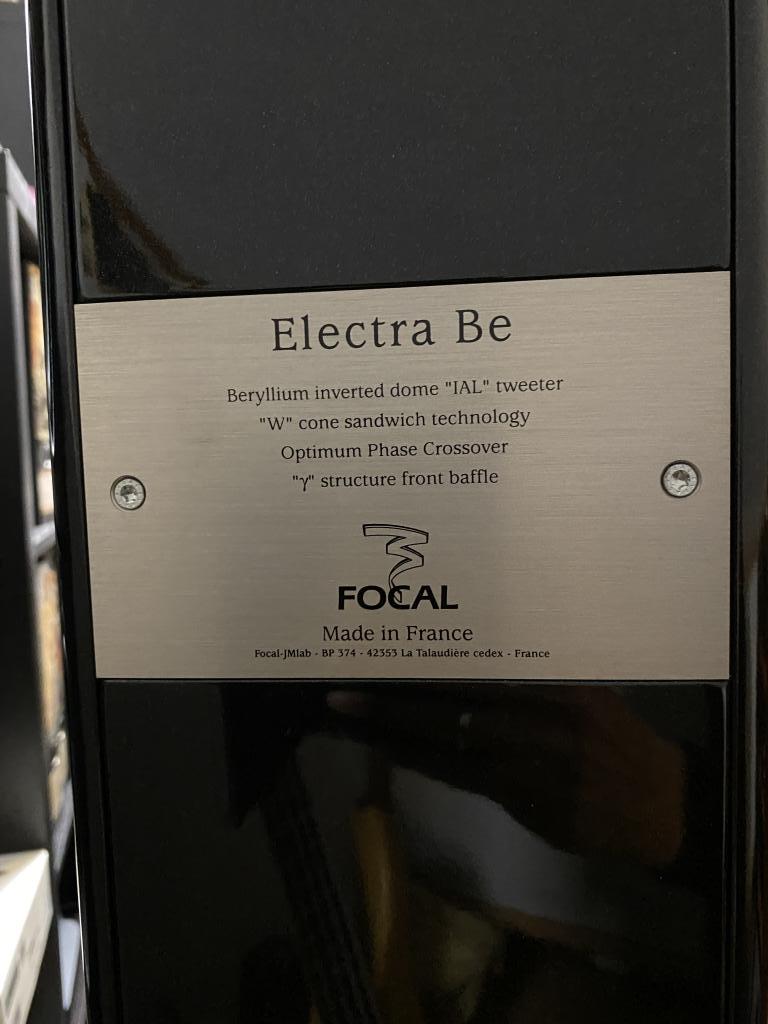 Electra Be
Beryllium inverted dome "IAL" tweeter
"W" cone sandwich technology
Optimum Phase Crossover
"γ" structure front baffle
FOCAL
Made in France
Focal-JMlab - BP 374 - 42353 La Talaudière cedex - France